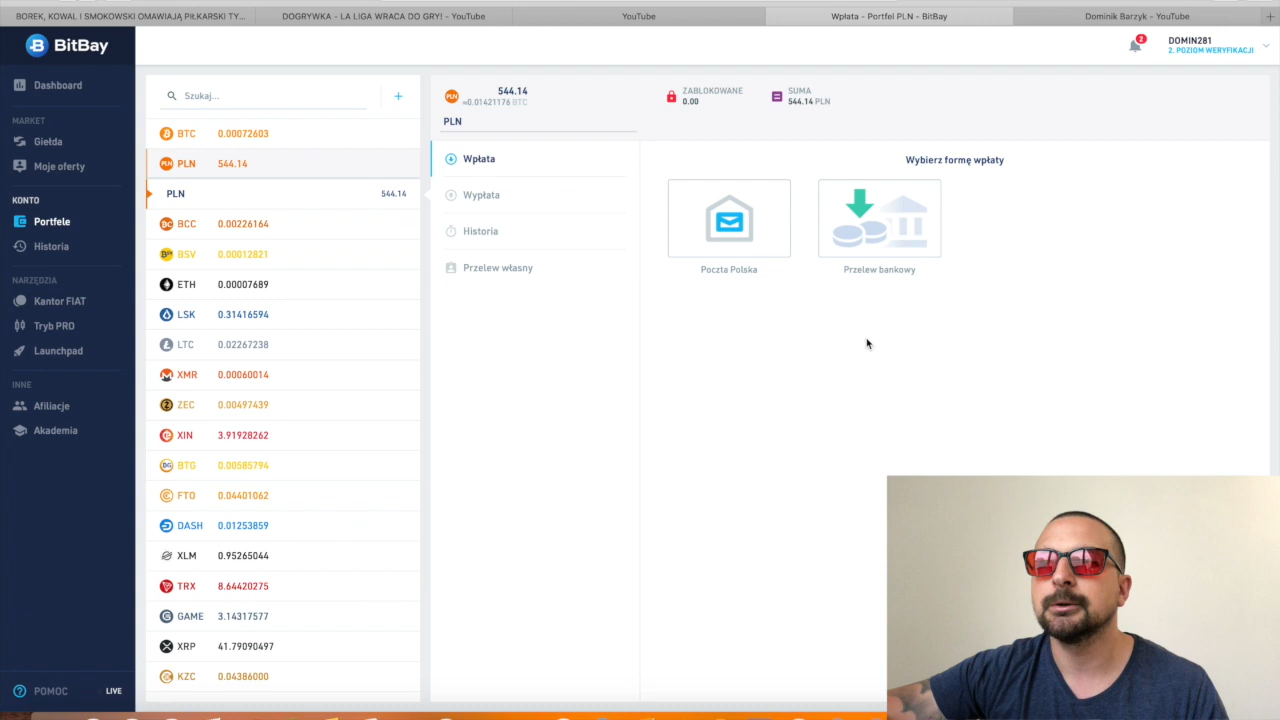 BOREK, KOWAL I SMOKOWSKI OMAWIAJĄ PIŁKARSKI TY...
DOGRYWKA - LA LIGA WRACA DO GRY! - YouTube
YouTube
Wpłata - Portfel PLN - BitBay
Dominik Barzyk - YouTube
BitBay
2
DOMIN281
2. POZIOM WERYFIKACJI
Dashboard
MARKET
Giełda
Moje oferty
KONTO
Portfele
Historia
NARZĘDZIA
Kantor FIAT
Tryb PRO
Launchpad
INNE
Afiliacje
Akademia
POMOC
LIVE
Szukaj...
+
BTC 0.00072603
PLN 544.14
PLN 544.14
BCC 0.00226164
BSV 0.00012821
ETH 0.00007689
LSK 0.31416594
LTC 0.02267238
XMR 0.00060014
ZEC 0.00497439
XIN 3.91928262
BTG 0.00585794
FTO 0.04401062
DASH 0.01253859
XLM 0.95265044
TRX 8.64420275
GAME 3.14317577
XRP 41.79090497
KZC 0.04386000
PLN
544.14
≈0.01421176 BTC
ZABLOKOWANE
0.00
SUMA
544.14 PLN
PLN
Wpłata
Wypłata
Historia
Przelew własny
Wybierz formę wpłaty
Poczta Polska
Przelew bankowy